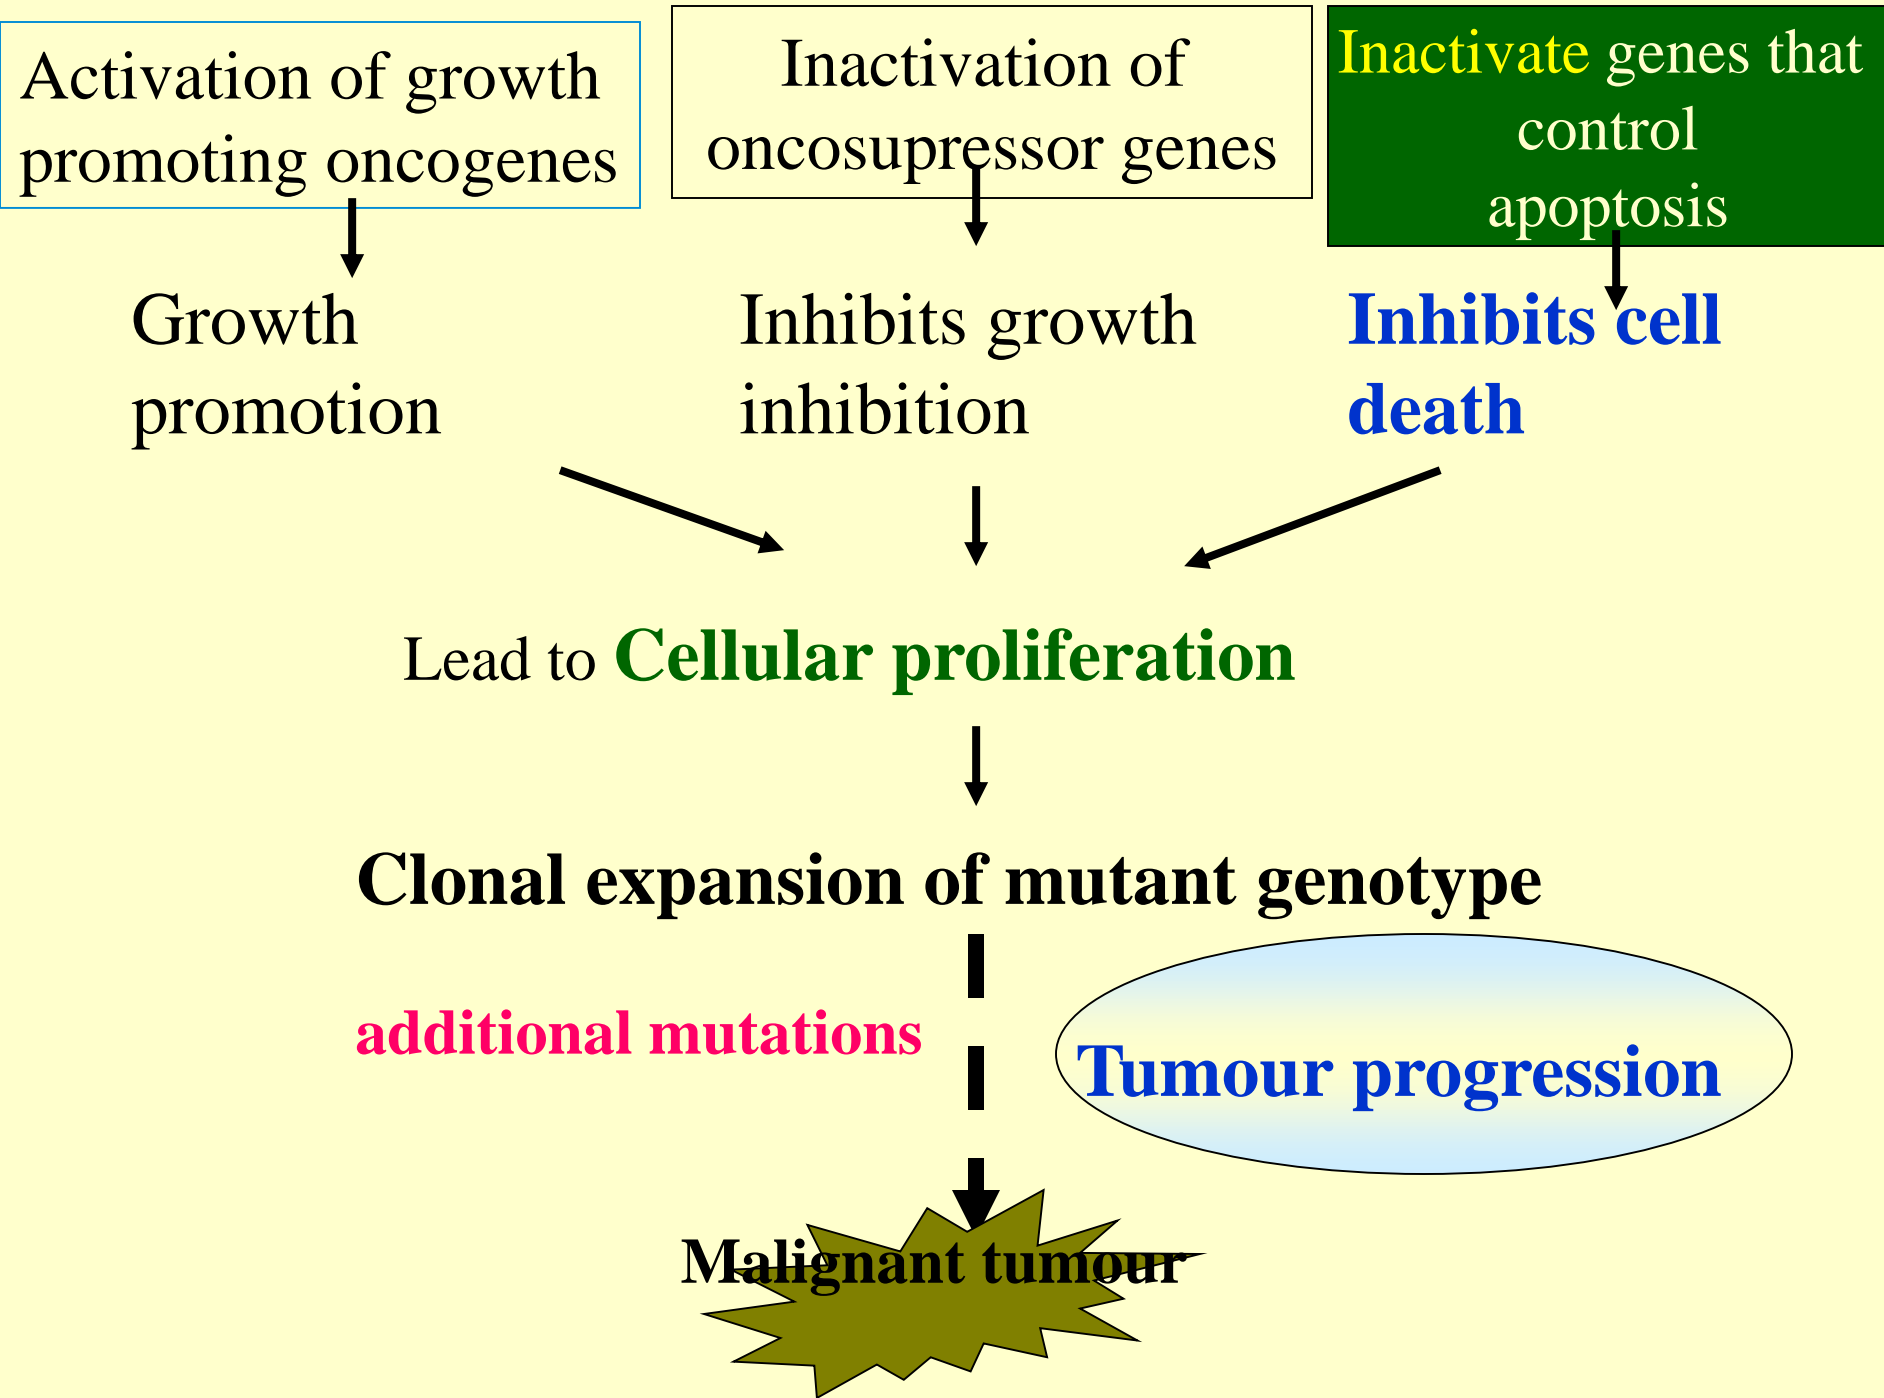 Activation of growth
promoting oncogenes
Inactivation of
oncosupressor genes
Inactivate genes that
control
apoptosis
Growth
promotion
Inhibits growth
inhibition
Inhibits cell
death
Lead to Cellular proliferation
Clonal expansion of mutant genotype
additional mutations
Tumour progression
Malignant tumour